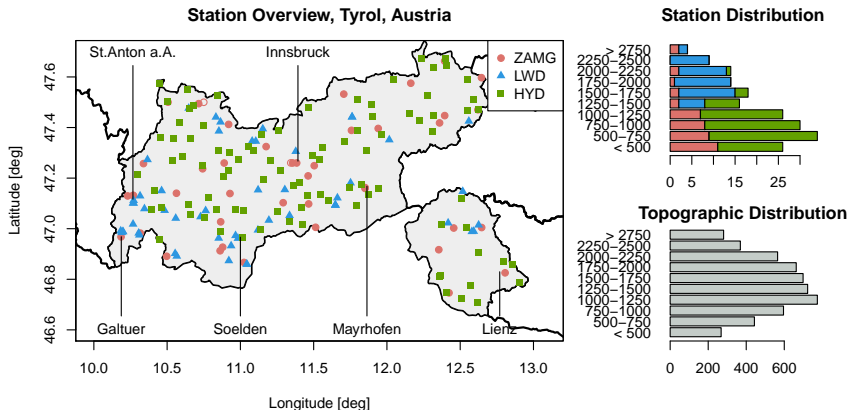 Station Overview, Tyrol, Austria
St.Anton a.A.
Innsbruck
ZAMG
LWD
HYD
Galtuer
Soelden
Mayrhofen
Lienz
47.6
47.4
47.2
47.0
46.8
46.6
Latitude [deg]
10.0 10.5 11.0 11.5 12.0 12.5 13.0
Longitude [deg]
Station Distribution
> 2750
2250−2500
2000−2250
1750−2000
1500−1750
1250−1500
1000−1250
750−1000
500−750
< 500
0 5 15 25
Topographic Distribution
> 2750
2250−2500
2000−2250
1750−2000
1500−1750
1250−1500
1000−1250
750−1000
500−750
< 500
0 200 400 600